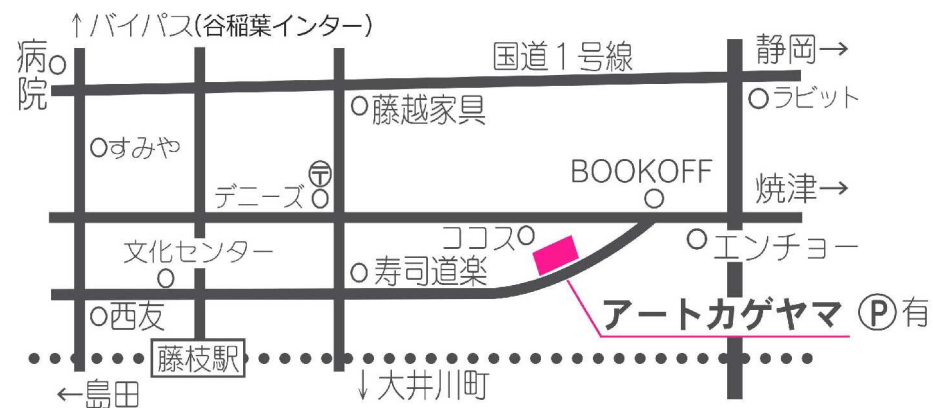 ↑バイパス(谷稲葉インター)
病院
国道1号線
静岡→
藤越家具
ラビット
すみや
〒
デニーズ
BOOKOFF
焼津→
文化センター
ココス
エンチョー
寿司道楽
西友
アートカゲヤマ Ⓟ有
藤枝駅
←島田
↓大井川町